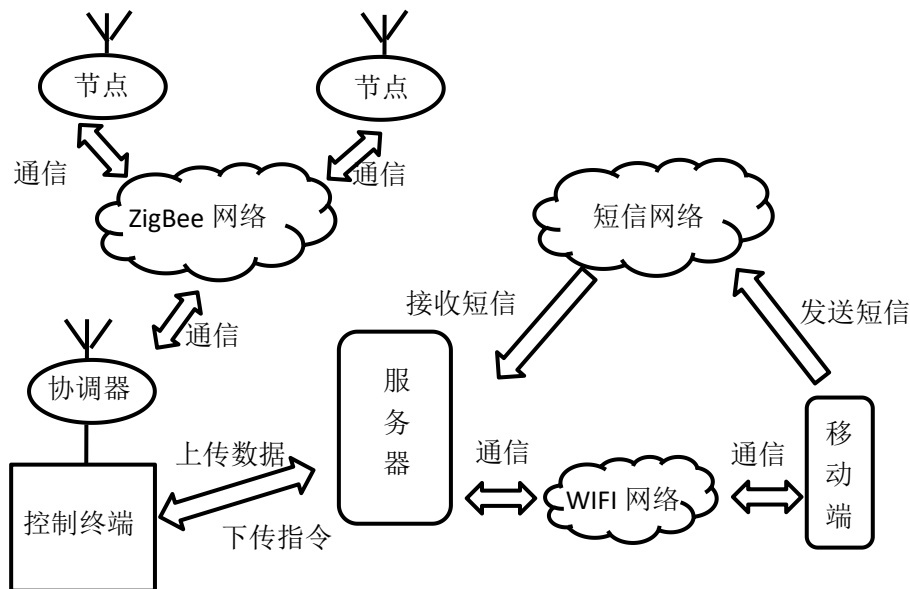 节点
节点
通信
通信
ZigBee 网络
短信网络
接收短信
发送短信
通信
协调器
服
务
器
移
动
端
上传数据
通信
通信
WIFI 网络
控制终端
下传指令